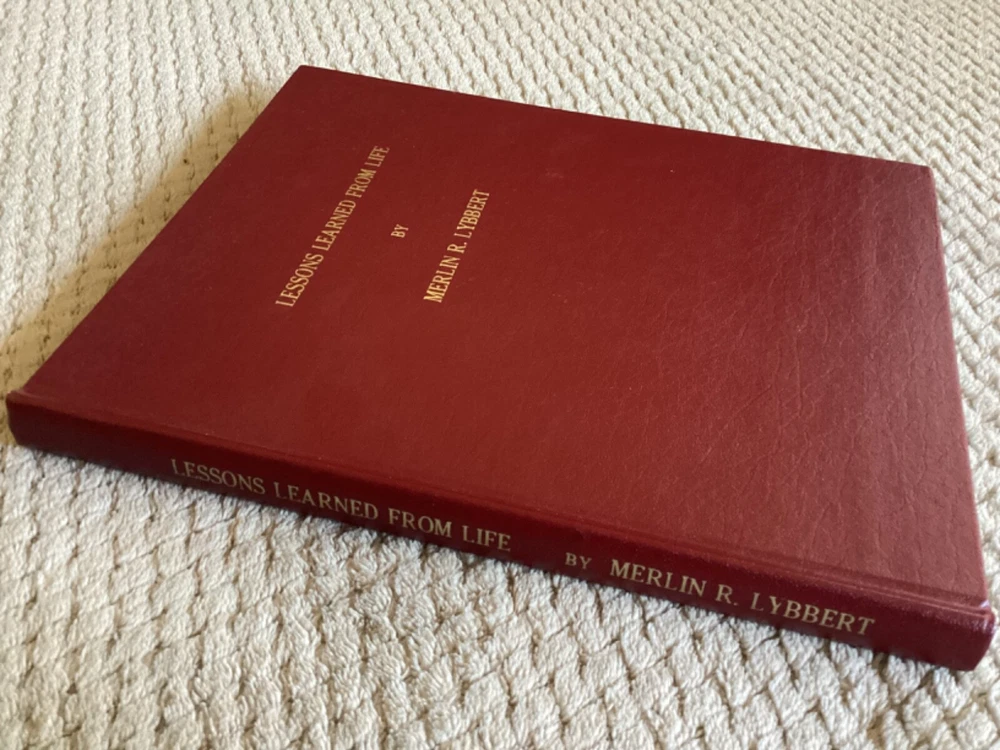 LESSONS LEARNED FROM LIFE
BY
MERLIN R. LYBBERT
LESSONS LEARNED FROM LIFE BY MERLIN R. LYBBERT